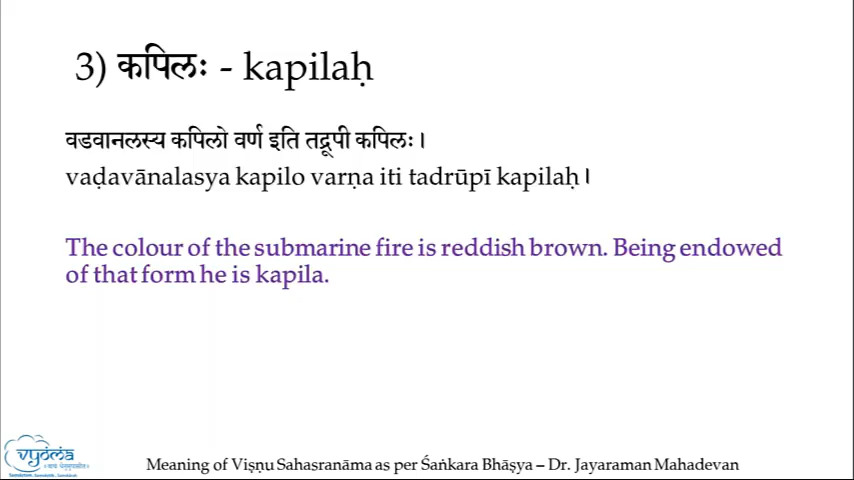 3) कपिलः - kapilaḥ
वडवानलस्य कपिलो वर्ण इति तद्रूपी कपिलः ।
vaḍavānalasya kapilo varṇa iti tadrūpī kapilaḥ ।
The colour of the submarine fire is reddish brown. Being endowed
of that form he is kapila.
vyoma
Meaning of Viṣṇu Sahasranāma as per Śaṅkara Bhāṣya – Dr. Jayaraman Mahadevan